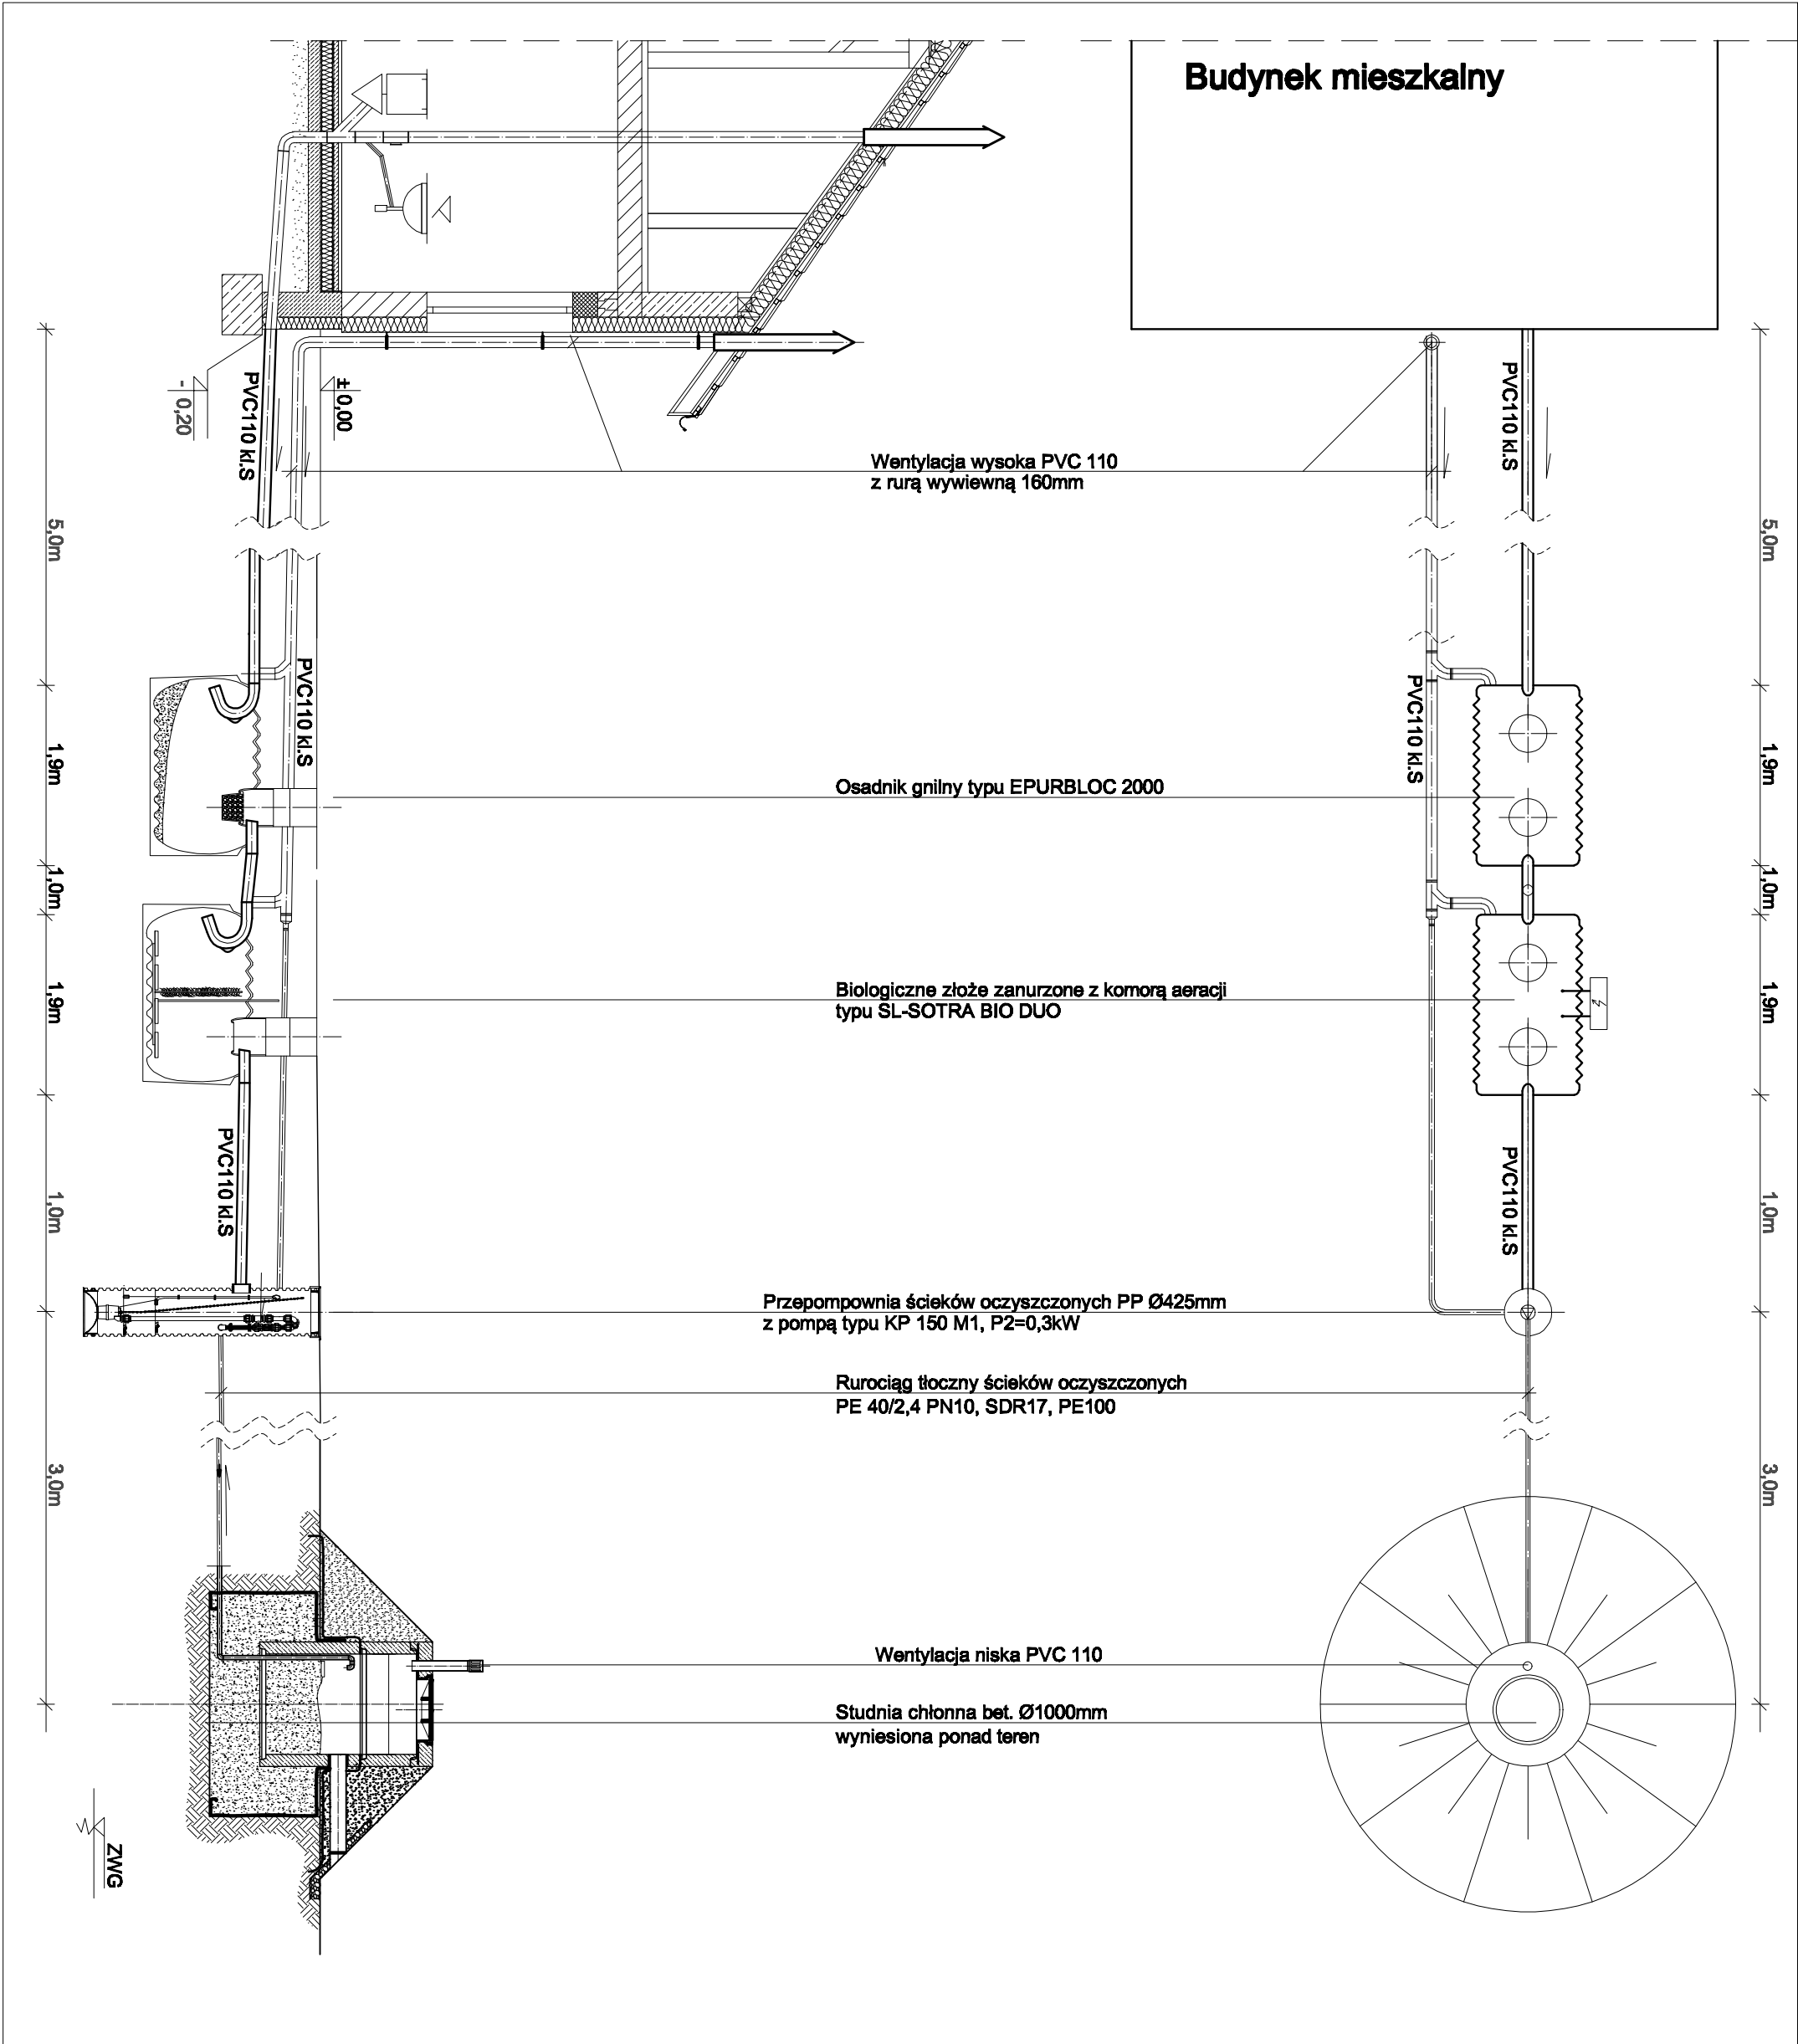 Budynek mieszkalny
± 0,00
- 0,20
PVC110 kl.S
PVC110 kl.S
Wentylacja wysoka PVC 110
z rurą wywiewną 160mm
5,0m
5,0m
PVC110 kl.S
PVC110 kl.S
1,9m
1,9m
Osadnik gnilny typu EPURBLOC 2000
1,0m
1,0m
1,9m
1,9m
Biologiczne złoże zanurzone z komorą aeracji
typu SL-SOTRA BIO DUO
PVC110 kl.S
PVC110 kl.S
1,0m
1,0m
Przepompownia ścieków oczyszczonych PP Ø425mm
z pompą typu KP 150 M1, P2=0,3kW
Rurociąg tłoczny ścieków oczyszczonych
PE 40/2,4 PN10, SDR17, PE100
3,0m
3,0m
Wentylacja niska PVC 110
Studnia chłonna bet. Ø1000mm
wyniesiona ponad teren
ZWG